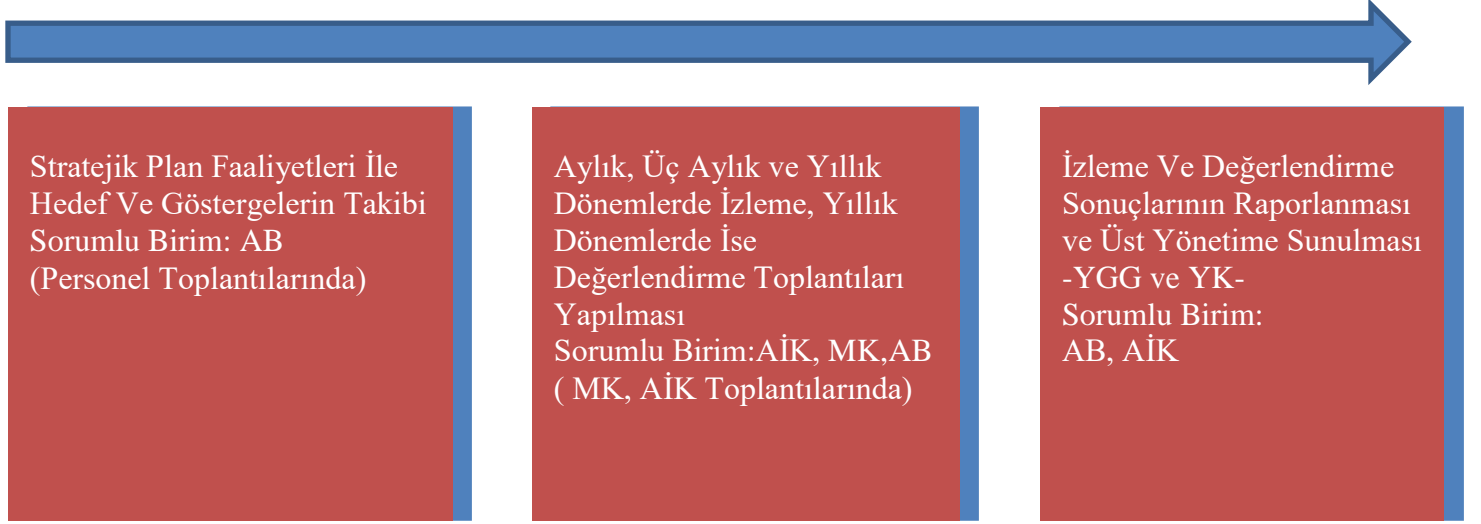 Stratejik Plan Faaliyetleri İle
Hedef Ve Göstergelerin Takibi
Sorumlu Birim: AB
(Personel Toplantılarında)
Aylık, Üç Aylık ve Yıllık
Dönemlerde İzleme, Yıllık
Dönemlerde İse
Değerlendirme Toplantıları
Yapılması
Sorumlu Birim:AİK, MK,AB
( MK, AİK Toplantılarında)
İzleme Ve Değerlendirme
Sonuçlarının Raporlanması
ve Üst Yönetime Sunulması
-YGG ve YK-
Sorumlu Birim:
AB, AİK